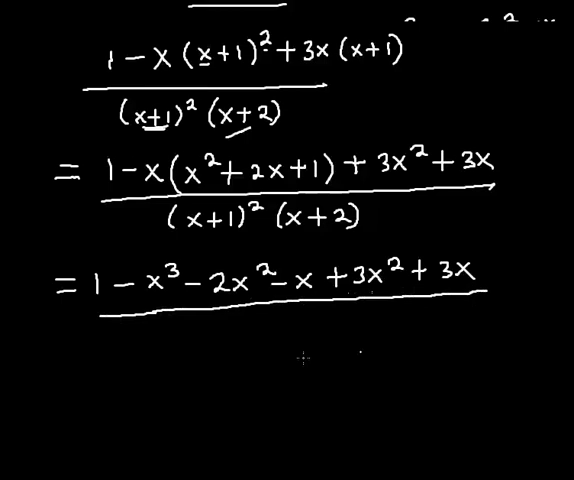 1 - x (x+1)² + 3x (x+1)
(x+1)² (x+2)
= 1 - x(x² + 2x + 1) + 3x² + 3x
(x+1)² (x+2)
= 1 - x³ - 2x² - x + 3x² + 3x